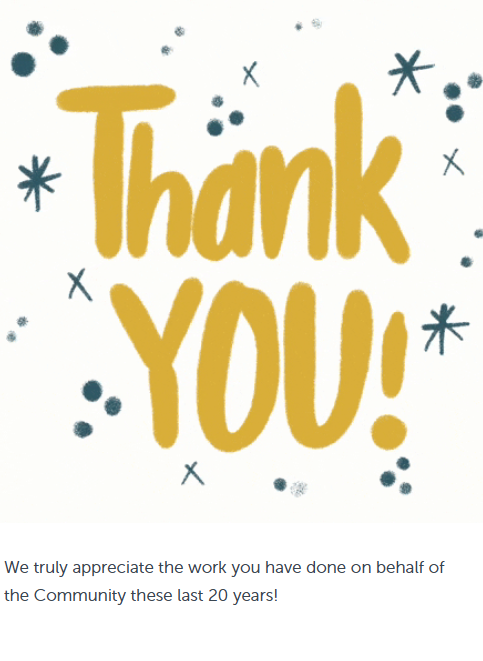 Thank
YOU!
We truly appreciate the work you have done on behalf of
the Community these last 20 years!